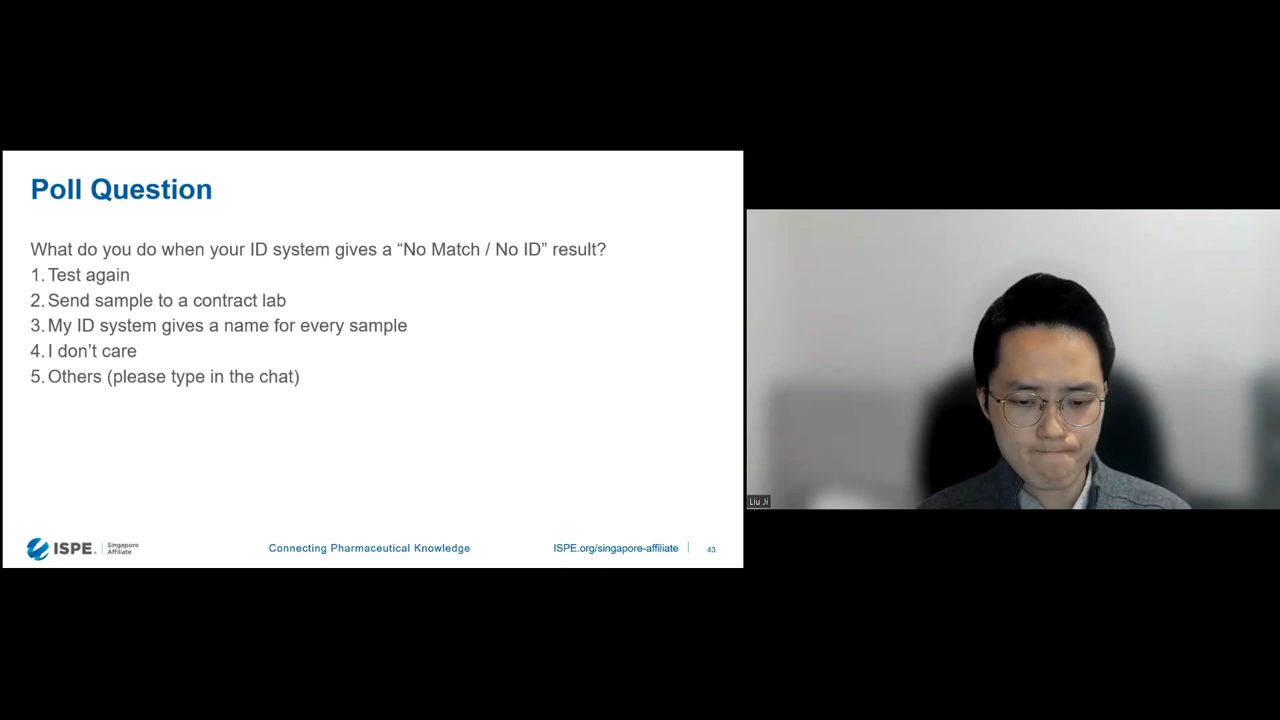 Poll Question
What do you do when your ID system gives a “No Match / No ID” result?
1. Test again
2. Send sample to a contract lab
3. My ID system gives a name for every sample
4. I don’t care
5. Others (please type in the chat)
ISPE.
Singapore
Affiliate
Connecting Pharmaceutical Knowledge
ISPE.org/singapore-affiliate
43
Liu Ji